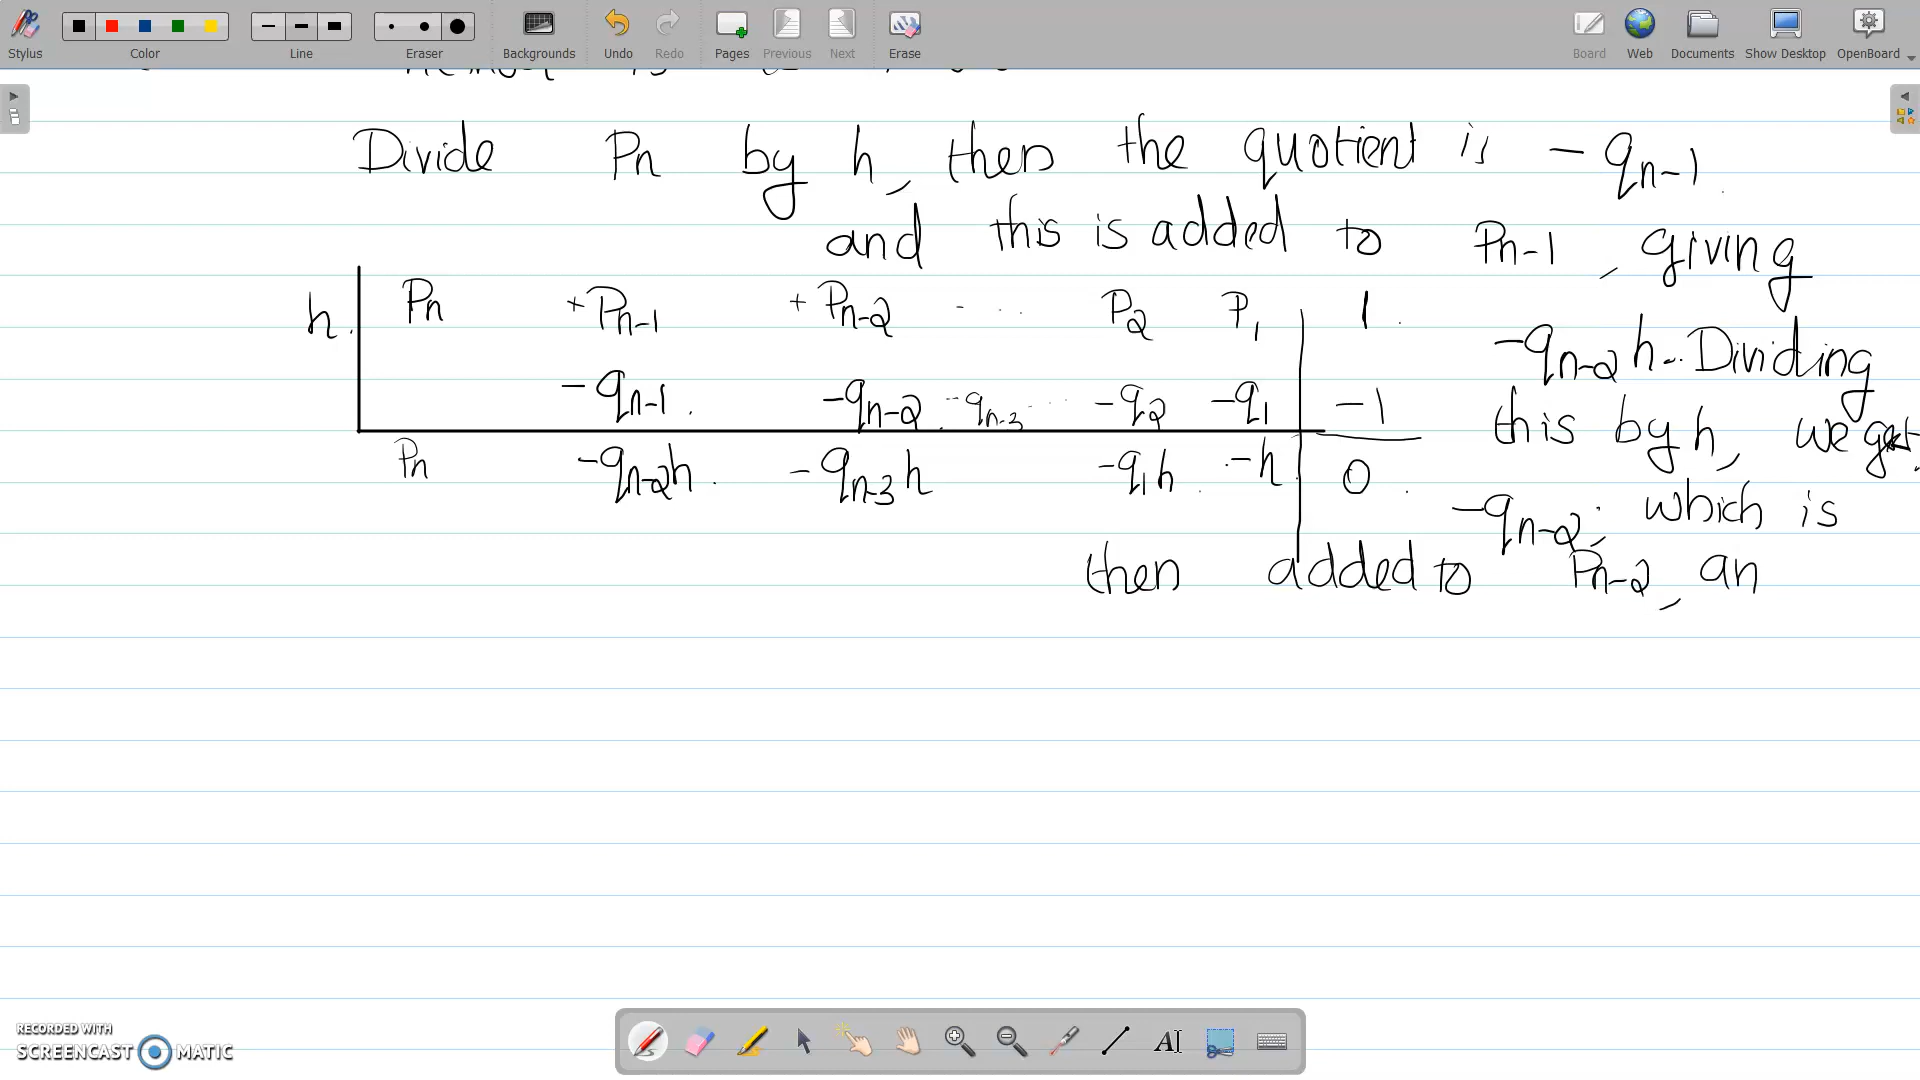 Stylus Color Line Eraser Backgrounds Undo Redo Pages Previous Next Erase Board Web Documents Show Desktop OpenBoard
Divide Pn by h, then the quotient is -qn-1
and this is added to Pn-1, giving
h. Pn +Pn-1 +Pn-2 ... P2 P1 1.
-qn-2 h. Dividing
-qn-1. -qn-2 -qn-3 ... -q2 -q1 -1
this by h, we get
Pn -qn-2h. -qn-3h -q1h. -h 0.
-qn-2, which is
then added to Pn-2, an
RECORDED WITH
SCREENCAST MATIC
AI